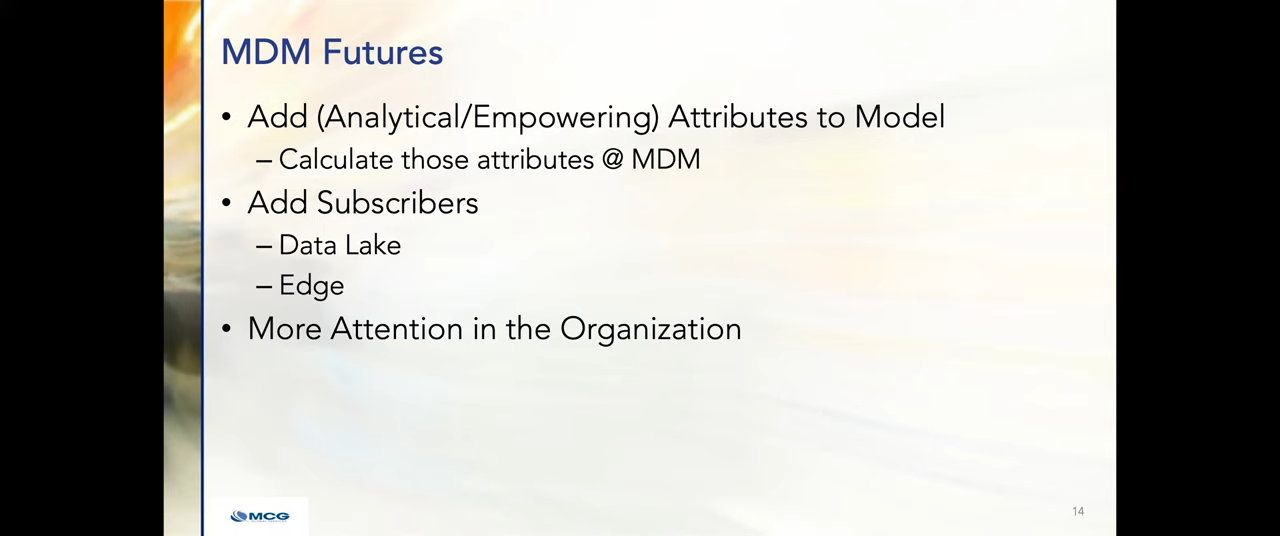 MDM Futures
• Add (Analytical/Empowering) Attributes to Model
– Calculate those attributes @ MDM
• Add Subscribers
– Data Lake
– Edge
• More Attention in the Organization
MCG
14